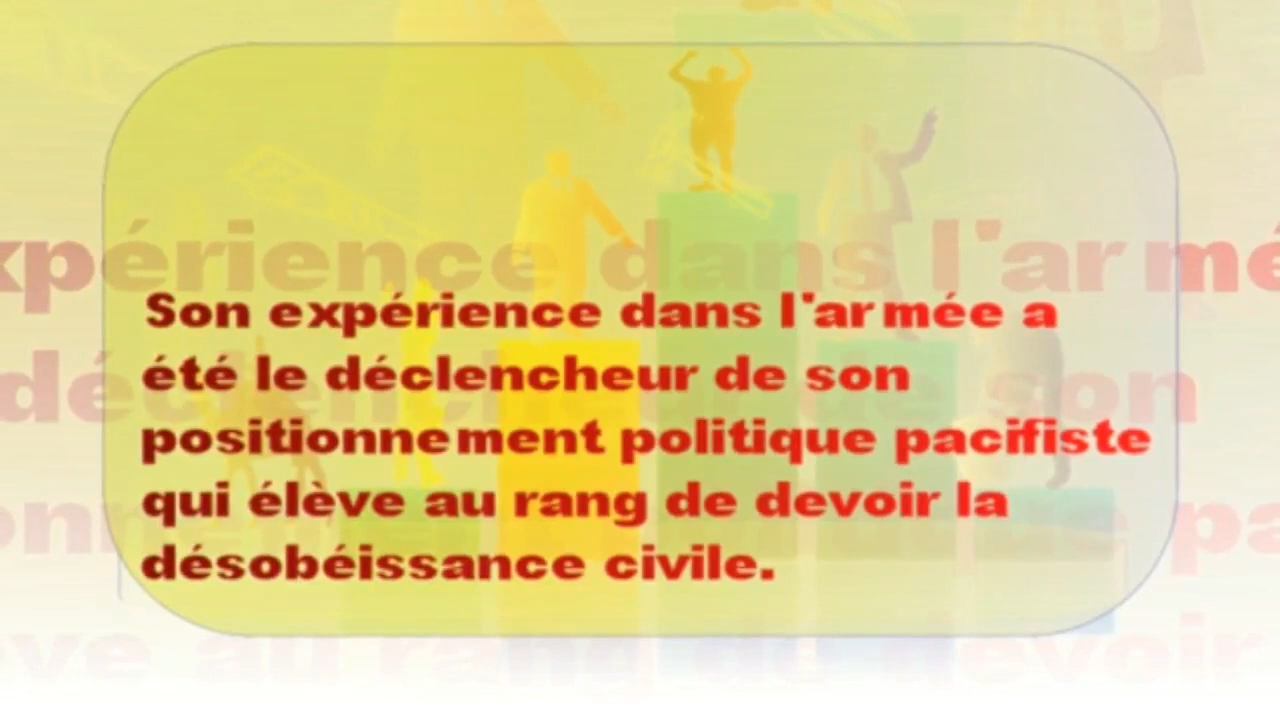 Son expérience dans l'armée a
été le déclencheur de son
positionnement politique pacifiste
qui élève au rang de devoir la
désobéissance civile.